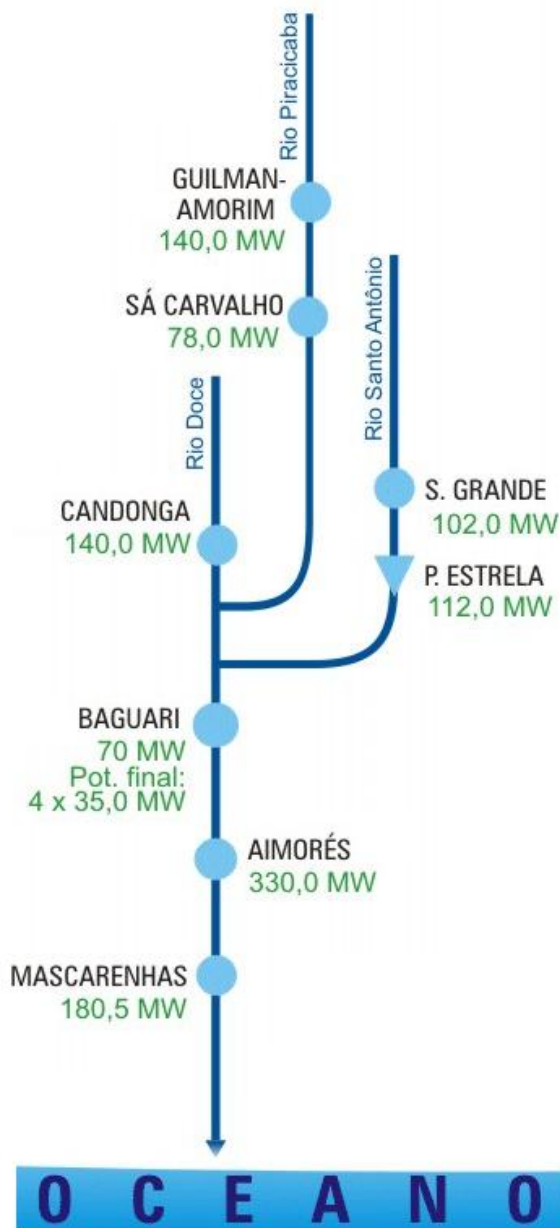 Rio Piracicaba
GUILMAN-
AMORIM
140,0 MW
SÁ CARVALHO
78,0 MW
Rio Santo Antônio
Rio Doce
S. GRANDE
102,0 MW
CANDONGA
140,0 MW
P. ESTRELA
112,0 MW
BAGUARI
70 MW
Pot. final:
4 x 35,0 MW
AIMORÉS
330,0 MW
MASCARENHAS
180,5 MW
OCEANO